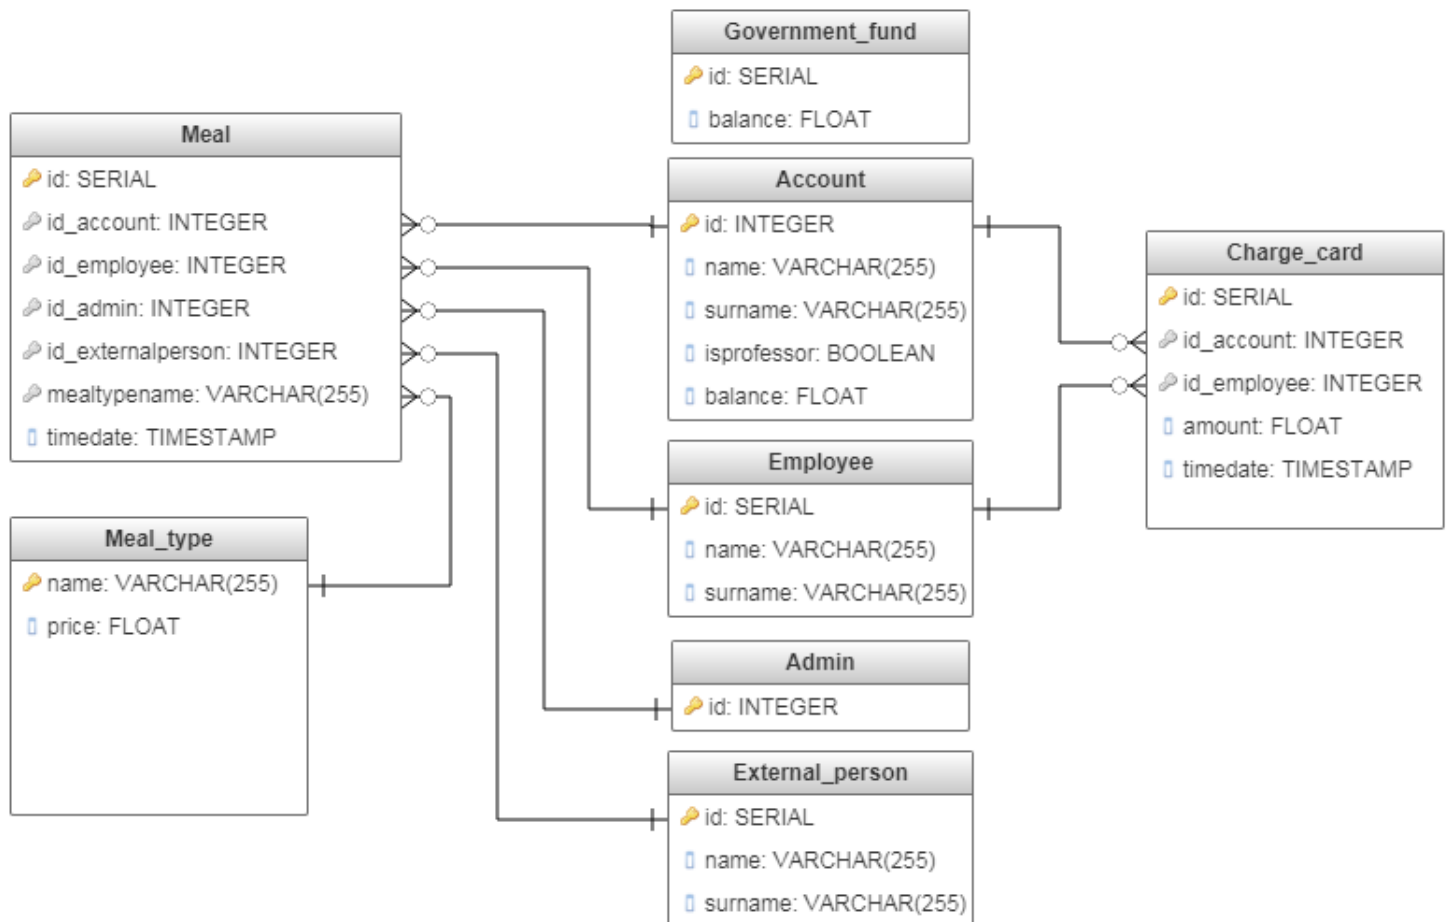 Government_fund
id: SERIAL
balance: FLOAT
Meal
id: SERIAL
id_account: INTEGER
id_employee: INTEGER
id_admin: INTEGER
id_externalperson: INTEGER
mealtypename: VARCHAR(255)
timedate: TIMESTAMP
Account
id: INTEGER
name: VARCHAR(255)
surname: VARCHAR(255)
isprofessor: BOOLEAN
balance: FLOAT
Charge_card
id: SERIAL
id_account: INTEGER
id_employee: INTEGER
amount: FLOAT
timedate: TIMESTAMP
Employee
id: SERIAL
name: VARCHAR(255)
surname: VARCHAR(255)
Meal_type
name: VARCHAR(255)
price: FLOAT
Admin
id: INTEGER
External_person
id: SERIAL
name: VARCHAR(255)
surname: VARCHAR(255)